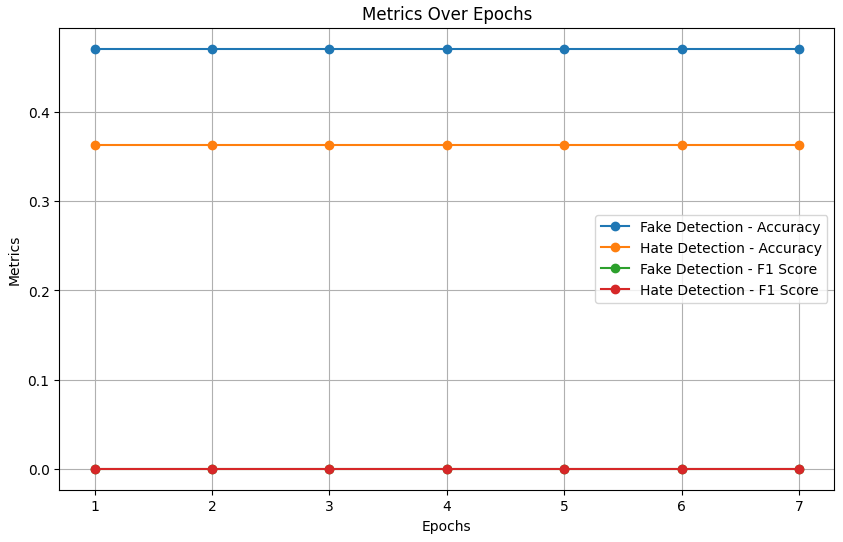 Metrics Over Epochs
Metrics
0.4
0.3
0.2
0.1
0.0
Fake Detection - Accuracy
Hate Detection - Accuracy
Fake Detection - F1 Score
Hate Detection - F1 Score
1 2 3 4 5 6 7
Epochs